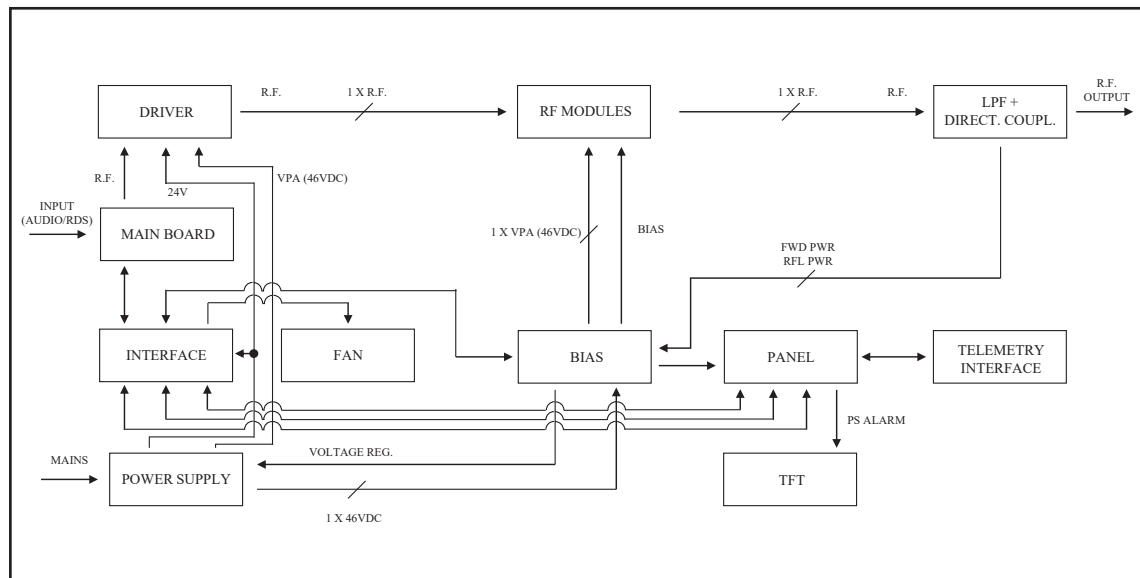 R.F.
1 X R.F.
1 X R.F.
R.F.
R.F.
OUTPUT
DRIVER
RF MODULES
LPF +
DIRECT. COUPL.
R.F.
24V
VPA (46VDC)
INPUT
(AUDIO/RDS)
MAIN BOARD
1 X VPA (46VDC)
BIAS
FWD PWR
RFL PWR
INTERFACE
FAN
BIAS
PANEL
TELEMETRY
INTERFACE
PS ALARM
MAINS
POWER SUPPLY
VOLTAGE REG.
1 X 46VDC
TFT